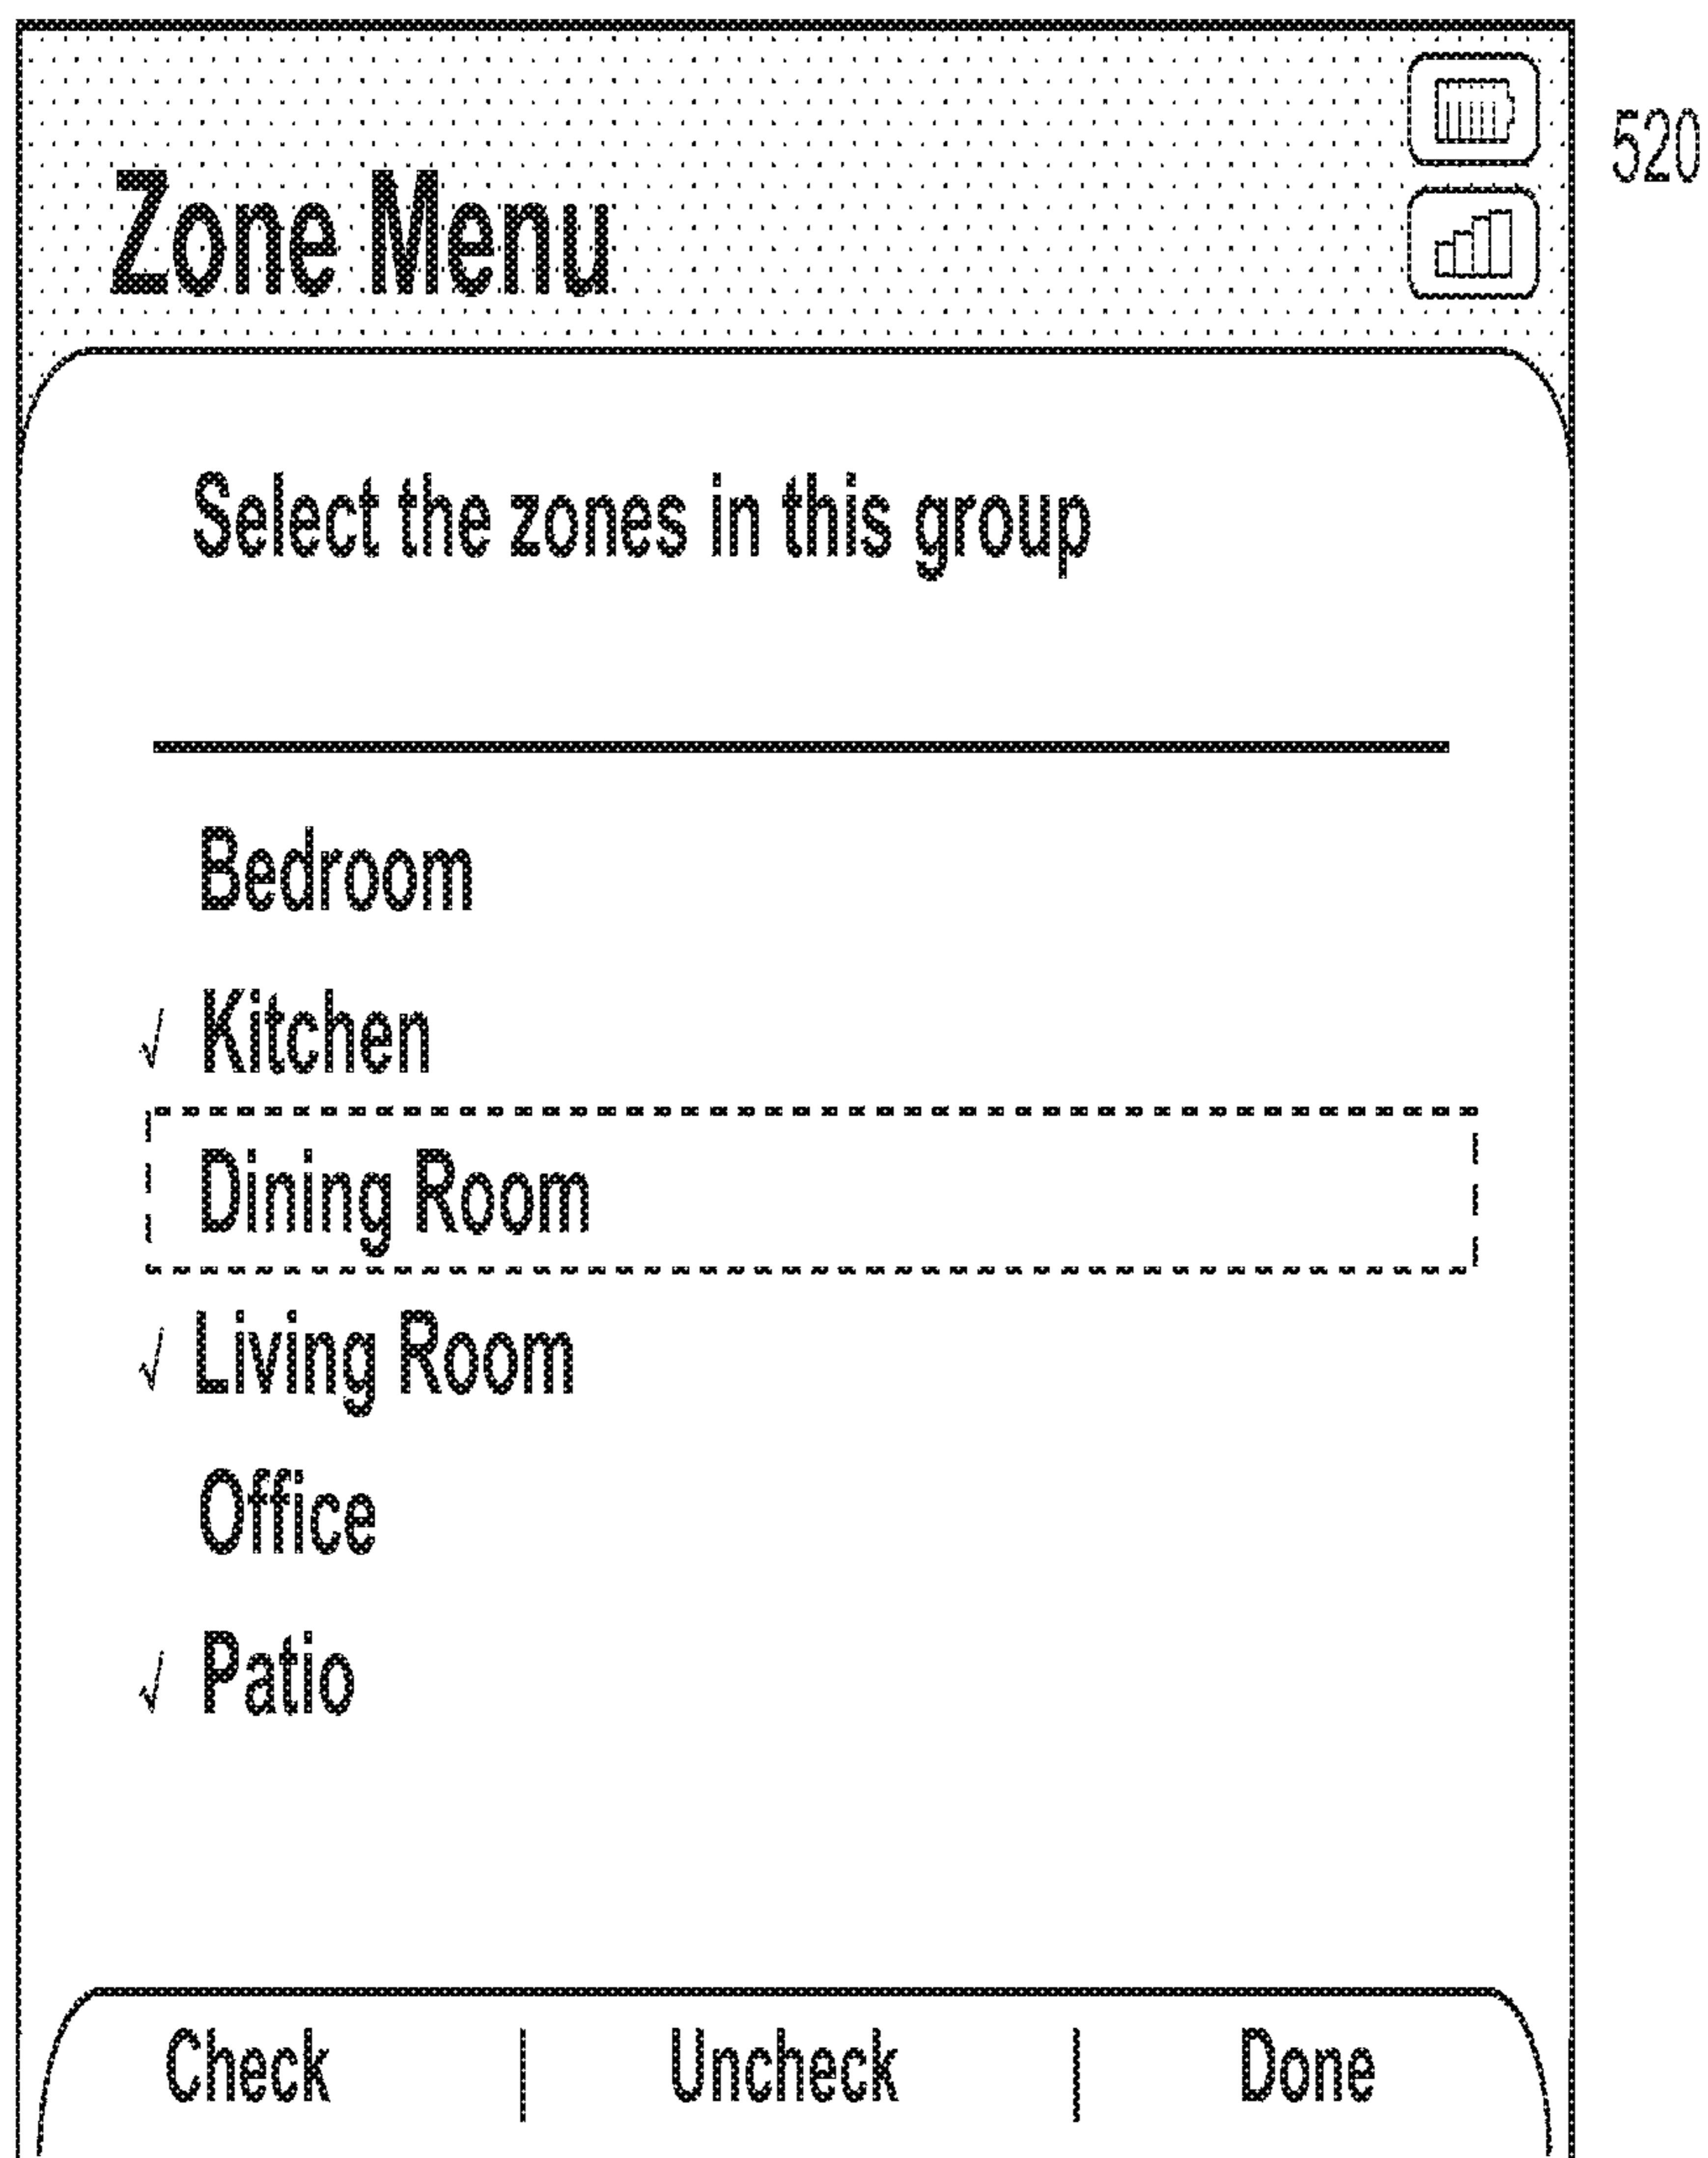 520
Zone Menu
Select the zones in this group
Bedroom
√ Kitchen
Dining Room
√ Living Room
Office
√ Patio
Check | Uncheck | Done